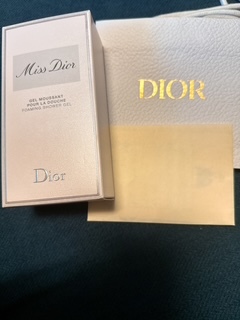 Miss Dior
GEL MOUSSANT
POUR LA DOUCHE
FOAMING SHOWER GEL
Dior
DIOR